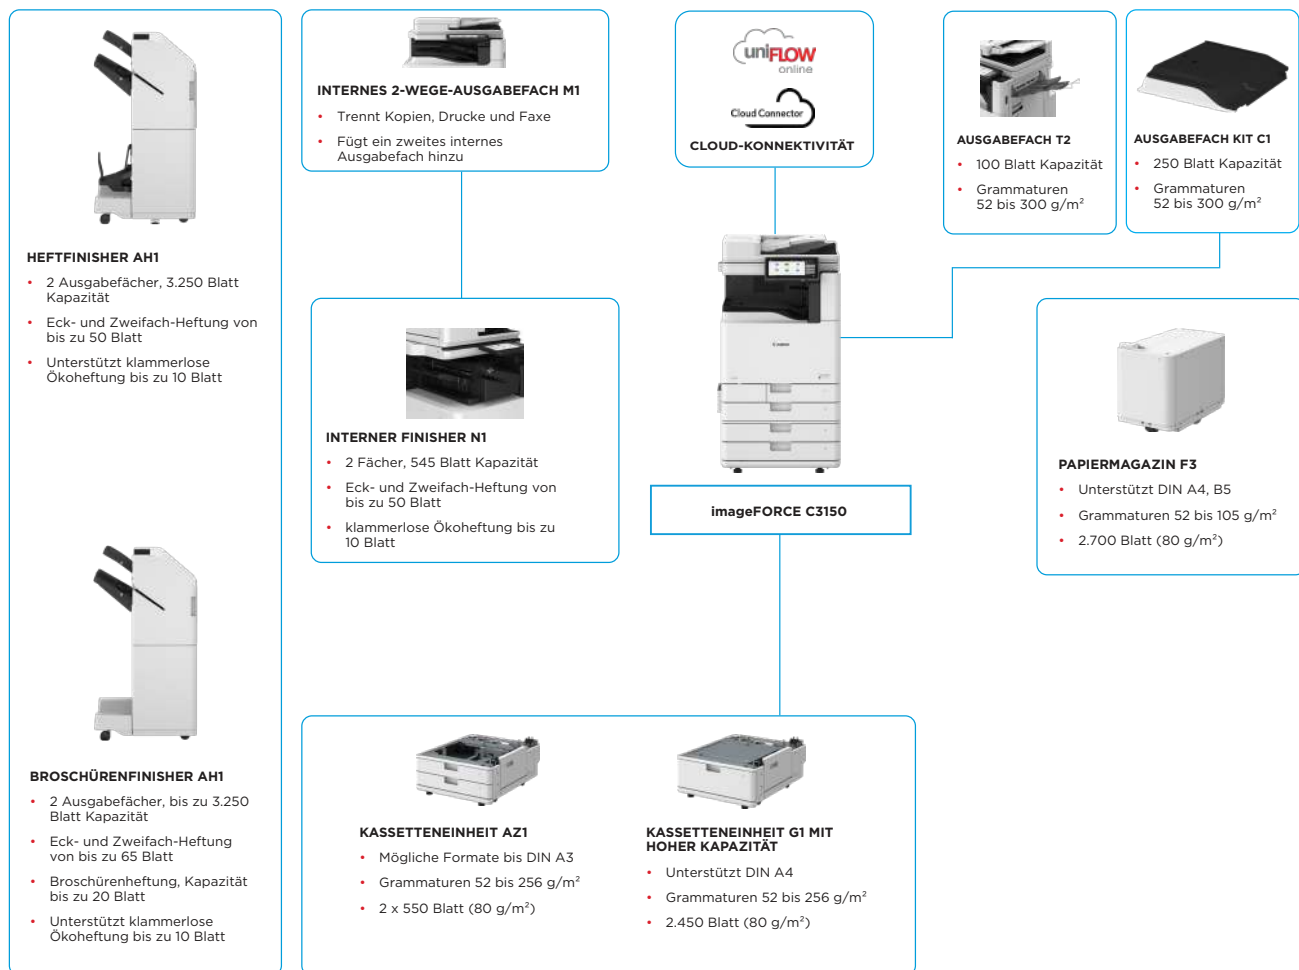 HEFTFINISHER AH1
• 2 Ausgabefächer, 3.250 Blatt
Kapazität
• Eck- und Zweifach-Heftung von
bis zu 50 Blatt
• Unterstützt klammerlose
Ökoheftung bis zu 10 Blatt
BROSCHÜRENFINISHER AH1
• 2 Ausgabefächer, bis zu 3.250
Blatt Kapazität
• Eck- und Zweifach-Heftung
von bis zu 65 Blatt
• Broschürenheftung, Kapazität
bis zu 20 Blatt
• Unterstützt klammerlose
Ökoheftung bis zu 10 Blatt
INTERNES 2-WEGE-AUSGABEFACH M1
• Trennt Kopien, Drucke und Faxe
• Fügt ein zweites internes
Ausgabefach hinzu
INTERNER FINISHER N1
• 2 Fächer, 545 Blatt Kapazität
• Eck- und Zweifach-Heftung von
bis zu 50 Blatt
• klammerlose Ökoheftung bis zu
10 Blatt
uniFLOW
online
Cloud Connector
CLOUD-KONNEKTIVITÄT
Canon
imageFORCE C3150
AUSGABEFACH T2
• 100 Blatt Kapazität
• Grammaturen
52 bis 300 g/m²
AUSGABEFACH KIT C1
• 250 Blatt Kapazität
• Grammaturen
52 bis 300 g/m²
PAPIERMAGAZIN F3
• Unterstützt DIN A4, B5
• Grammaturen 52 bis 105 g/m²
• 2.700 Blatt (80 g/m²)
KASSETTENEINHEIT AZ1
• Mögliche Formate bis DIN A3
• Grammaturen 52 bis 256 g/m²
• 2 x 550 Blatt (80 g/m²)
KASSETTENEINHEIT G1 MIT
HOHER KAPAZITÄT
• Unterstützt DIN A4
• Grammaturen 52 bis 256 g/m²
• 2.450 Blatt (80 g/m²)